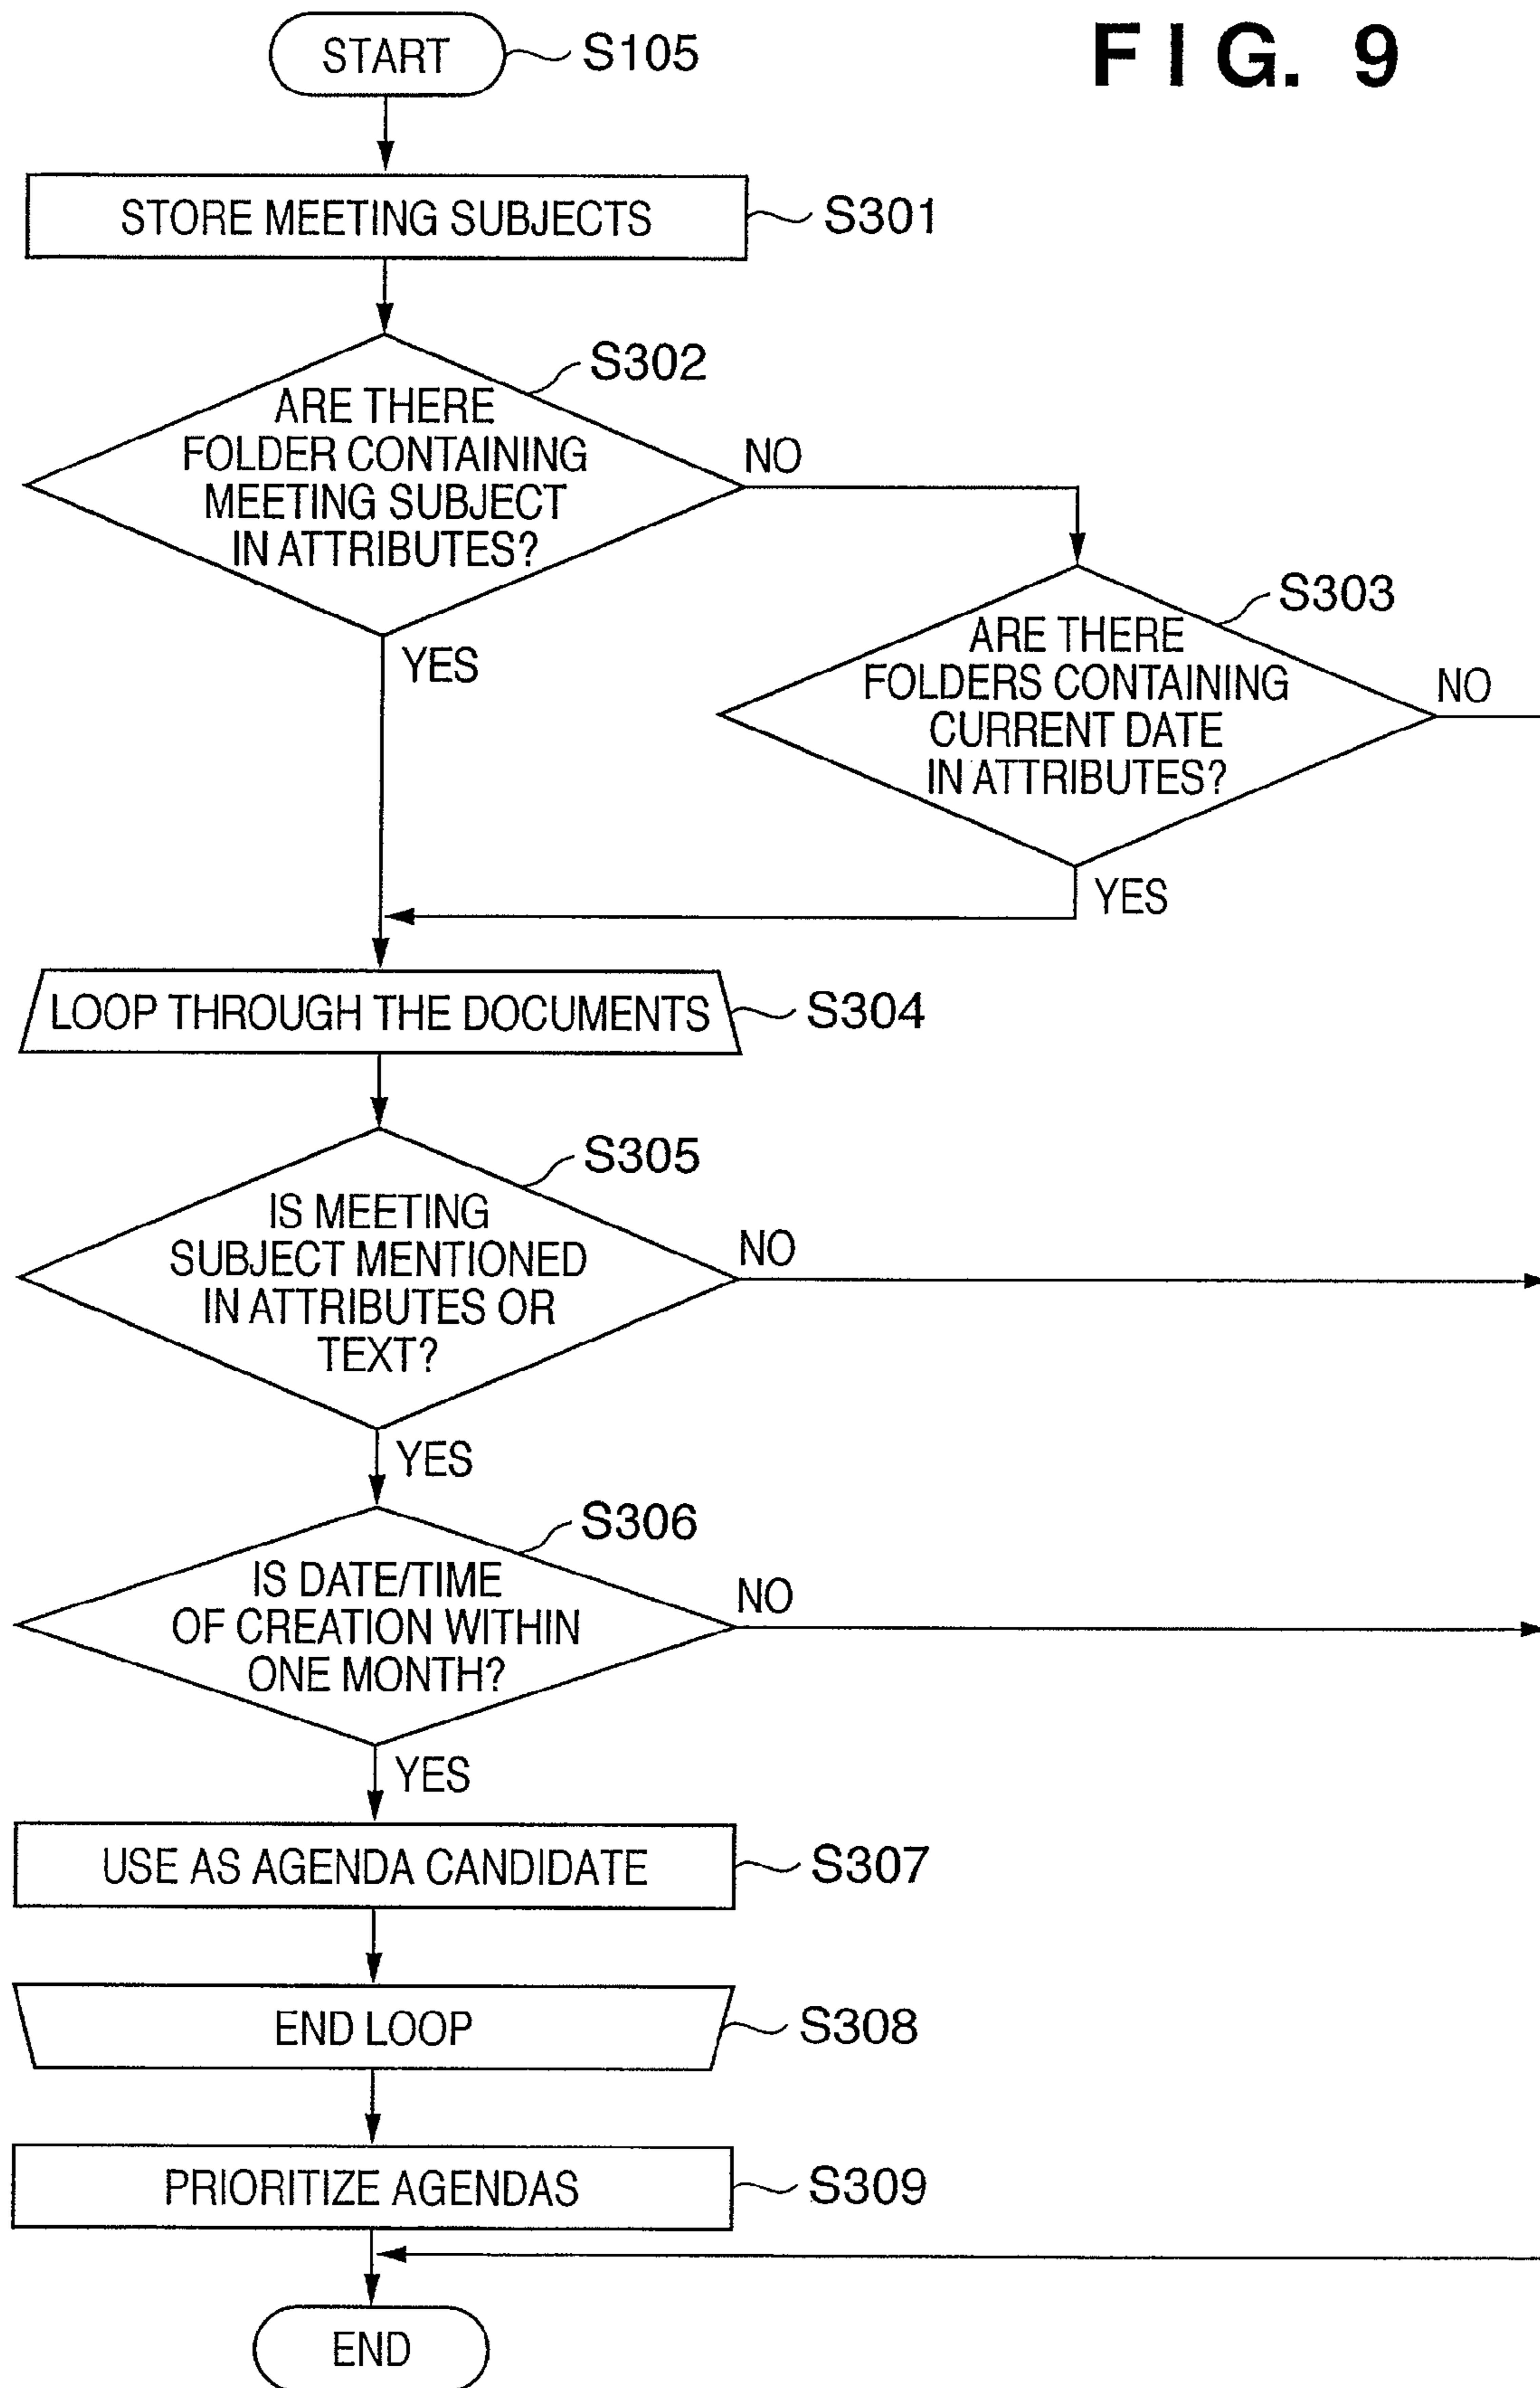 FIG. 9
START
S105
STORE MEETING SUBJECTS
S301
S302
ARE THERE
FOLDER CONTAINING
MEETING SUBJECT
IN ATTRIBUTES?
NO
YES
S303
ARE THERE
FOLDERS CONTAINING
CURRENT DATE
IN ATTRIBUTES?
NO
YES
LOOP THROUGH THE DOCUMENTS
S304
S305
IS MEETING
SUBJECT MENTIONED
IN ATTRIBUTES OR
TEXT?
NO
YES
S306
IS DATE/TIME
OF CREATION WITHIN
ONE MONTH?
NO
YES
USE AS AGENDA CANDIDATE
S307
END LOOP
S308
PRIORITIZE AGENDAS
S309
END